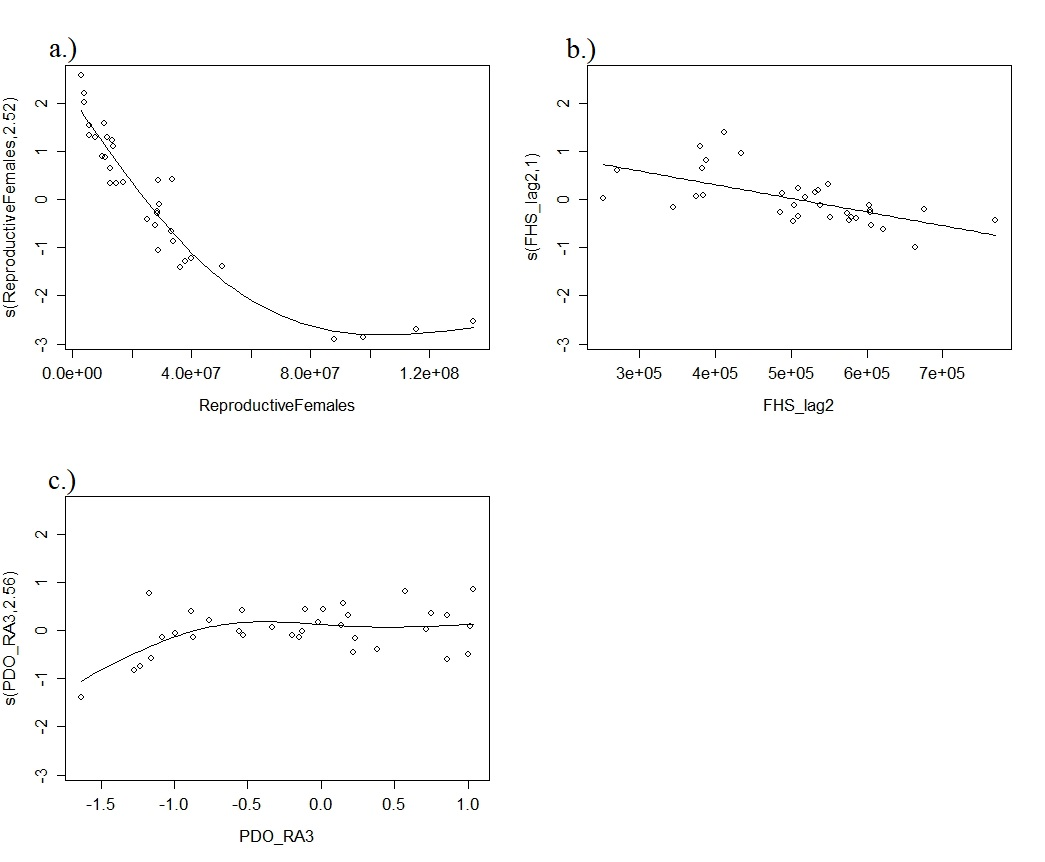 a.)
s(ReproductiveFemales,2.52)
2
1
0
-1
-2
-3
0.0e+00 4.0e+07 8.0e+07 1.2e+08
ReproductiveFemales
b.)
s(FHS_lag2,1)
2
1
0
-1
-2
-3
3e+05 4e+05 5e+05 6e+05 7e+05
FHS_lag2
c.)
s(PDO_RA3,2.56)
2
1
0
-1
-2
-3
-1.5 -1.0 -0.5 0.0 0.5 1.0
PDO_RA3